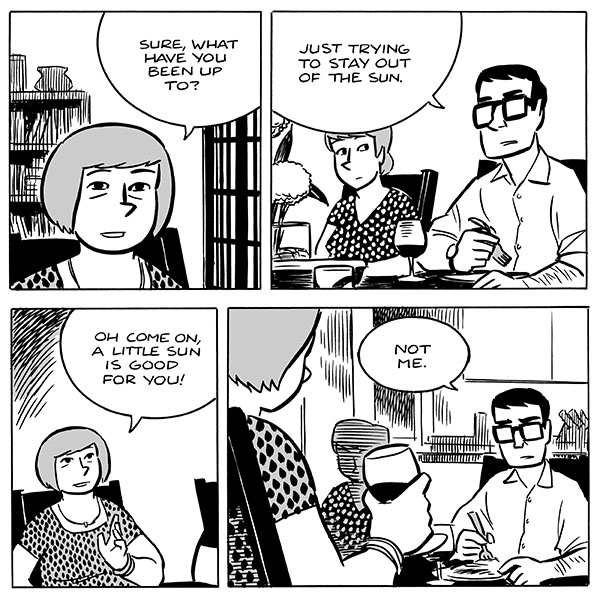 SURE, WHAT
HAVE YOU
BEEN UP
TO?
JUST TRYING
TO STAY OUT
OF THE SUN.
OH COME ON,
A LITTLE SUN
IS GOOD
FOR YOU!
NOT
ME.